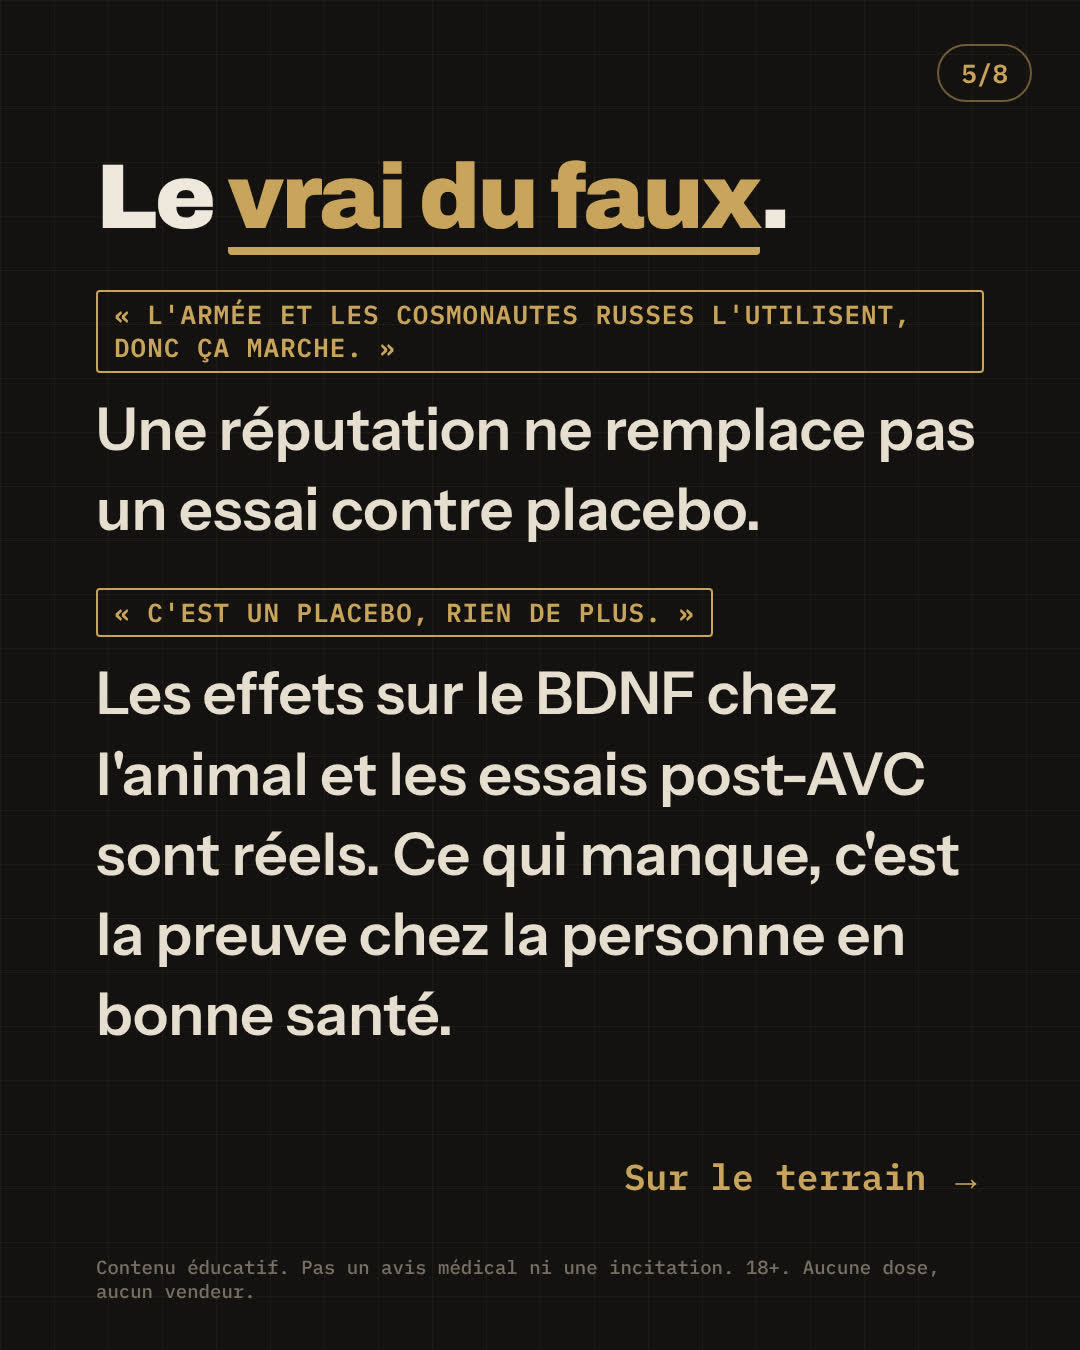 5/8
Le vrai du faux.
« L'ARMÉE ET LES COSMONAUTES RUSSES L'UTILISENT,
DONC ÇA MARCHE. »
Une réputation ne remplace pas
un essai contre placebo.
« C'EST UN PLACEBO, RIEN DE PLUS. »
Les effets sur le BDNF chez
l'animal et les essais post-AVC
sont réels. Ce qui manque, c'est
la preuve chez la personne en
bonne santé.
Sur le terrain →
Contenu éducatif. Pas un avis médical ni une incitation. 18+. Aucune dose,
aucun vendeur.